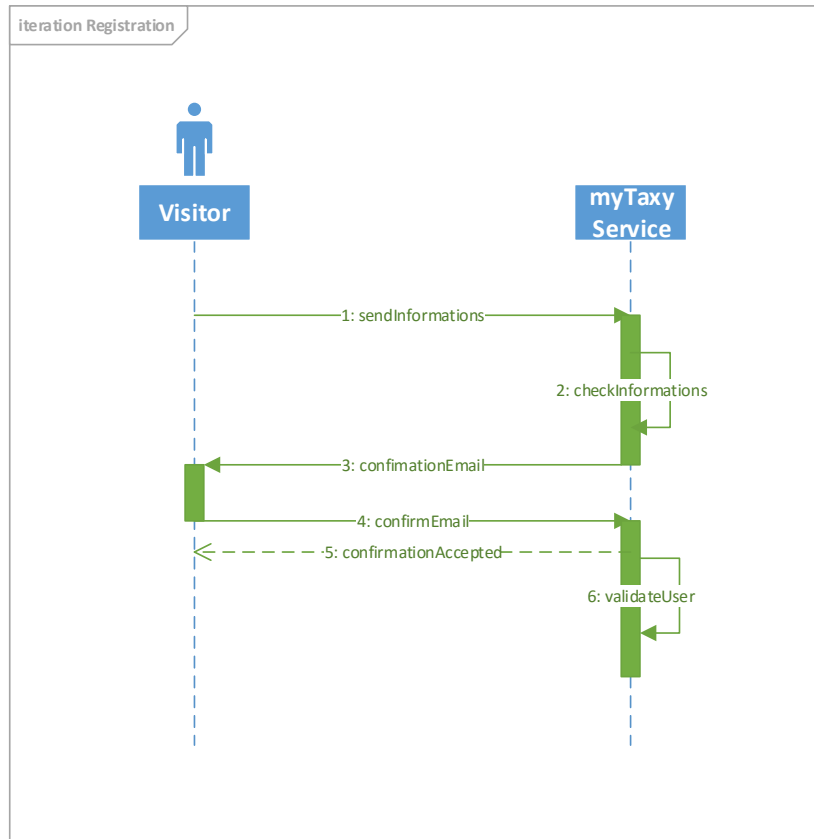 iteration Registration
Visitor
myTaxy
Service
1: sendInformations
2: checkInformations
3: confimationEmail
4: confirmEmail
5: confirmationAccepted
6: validateUser